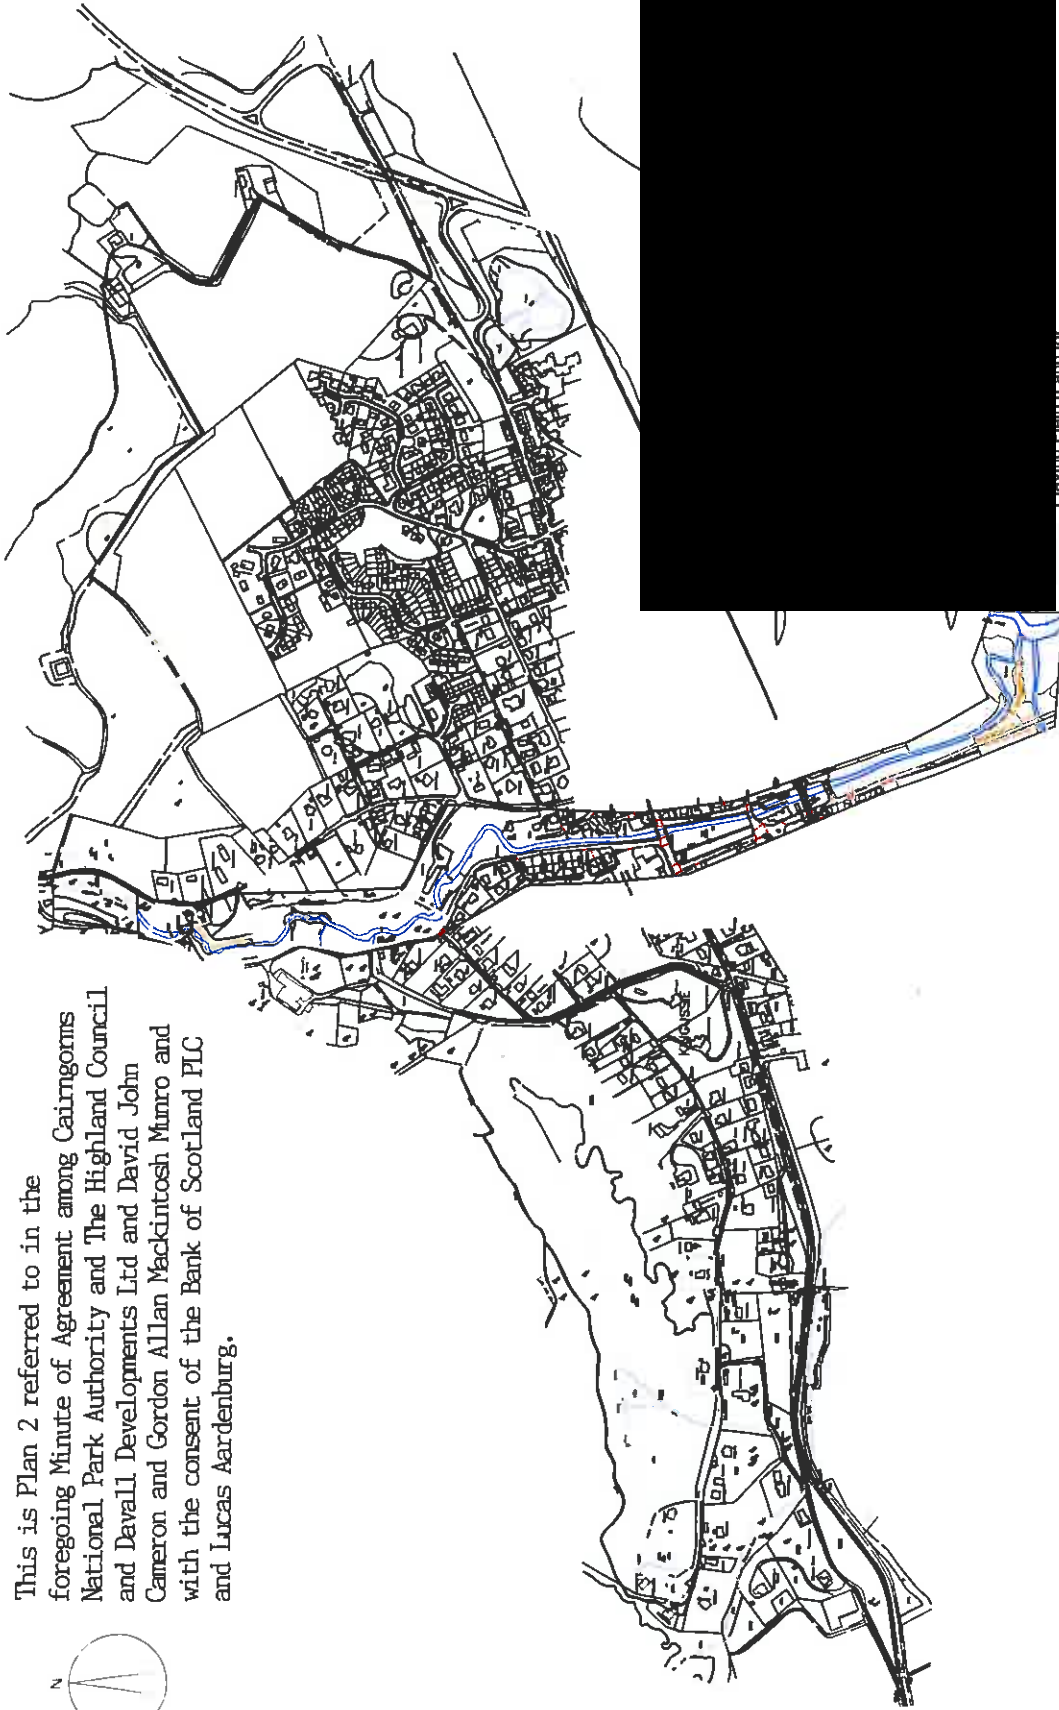 This is Plan 2 referred to in the
foregoing Minute of Agreement among Cairngorms
National Park Authority and The Highland Council
and Davall Developments Ltd and David John
Cameron and Gordon Allan Mackintosh Munro and
with the consent of the Bank of Scotland PLC
and Lucas Aardenburg.
N
KINGUSSIE